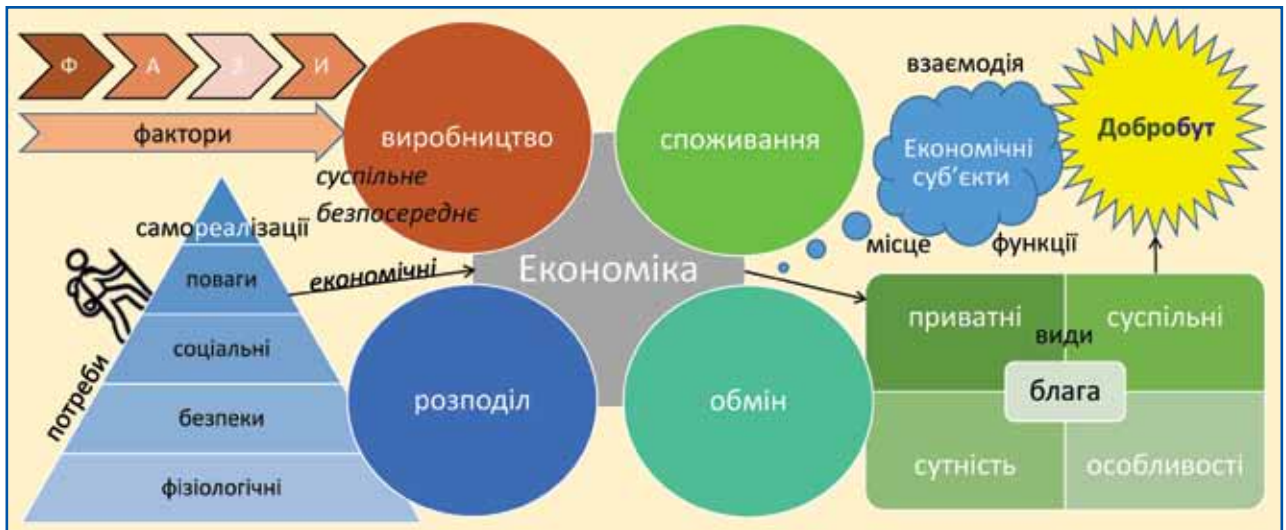 Ф А З И
фактори
виробництво
суспільне
безпосереднє
споживання
взаємодія
Економічні
суб'єкти
місце
функції
Добробут
самореалізації
поваги
соціальні
безпеки
фізіологічні
потреби
економічні
Економіка
розподіл
обмін
приватні
суспільні
види
блага
сутність
особливості